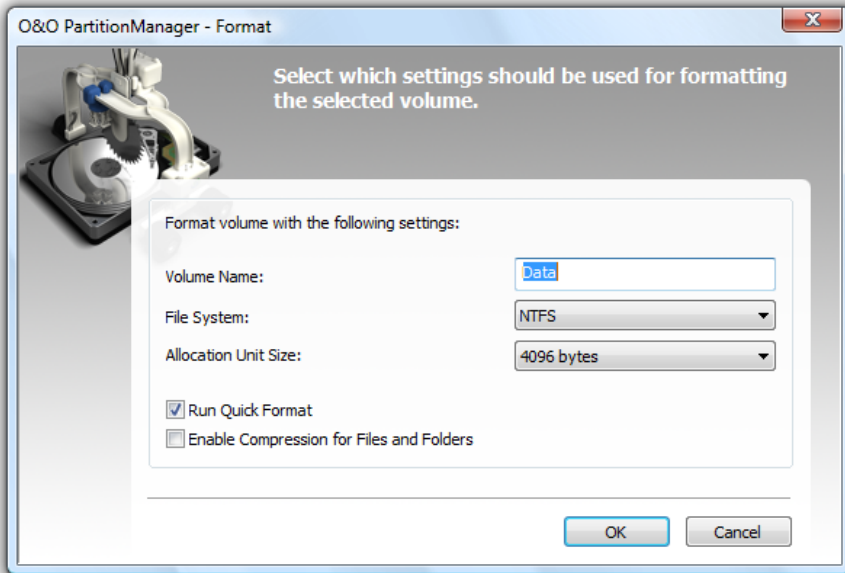 O&O PartitionManager - Format
Select which settings should be used for formatting
the selected volume.
Format volume with the following settings:
Volume Name:
Data
File System:
NTFS
Allocation Unit Size:
4096 bytes
Run Quick Format
Enable Compression for Files and Folders
OK
Cancel